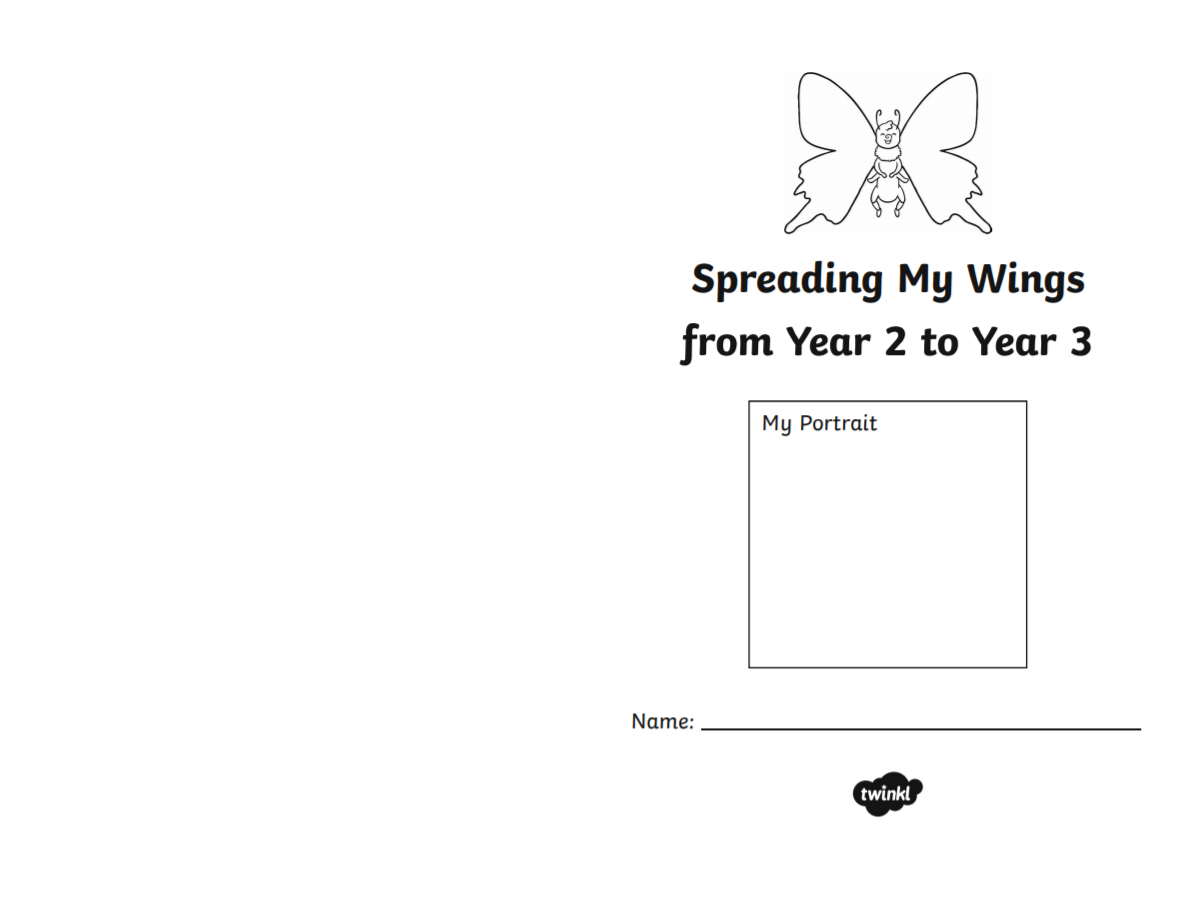 Spreading My Wings
from Year 2 to Year 3
My Portrait
Name:
twinkl